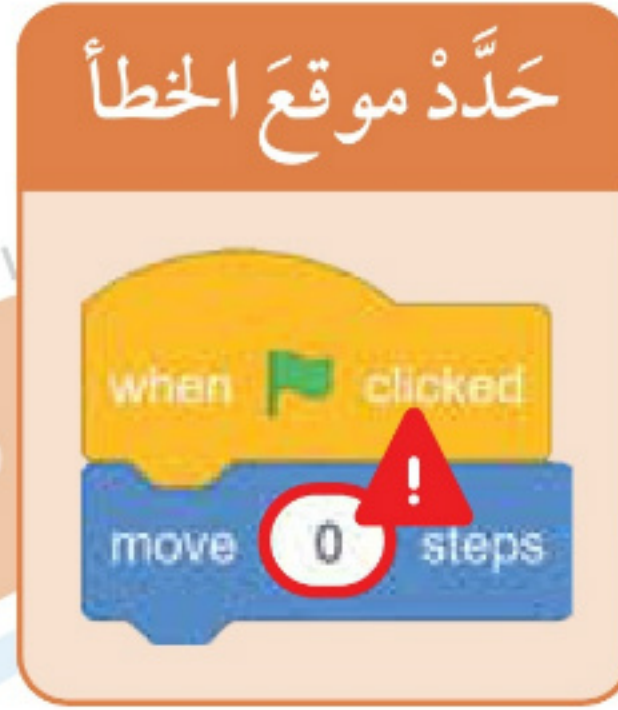 حَدَّدْ موقعَ الخطأ
when clicked
!
move 0 steps